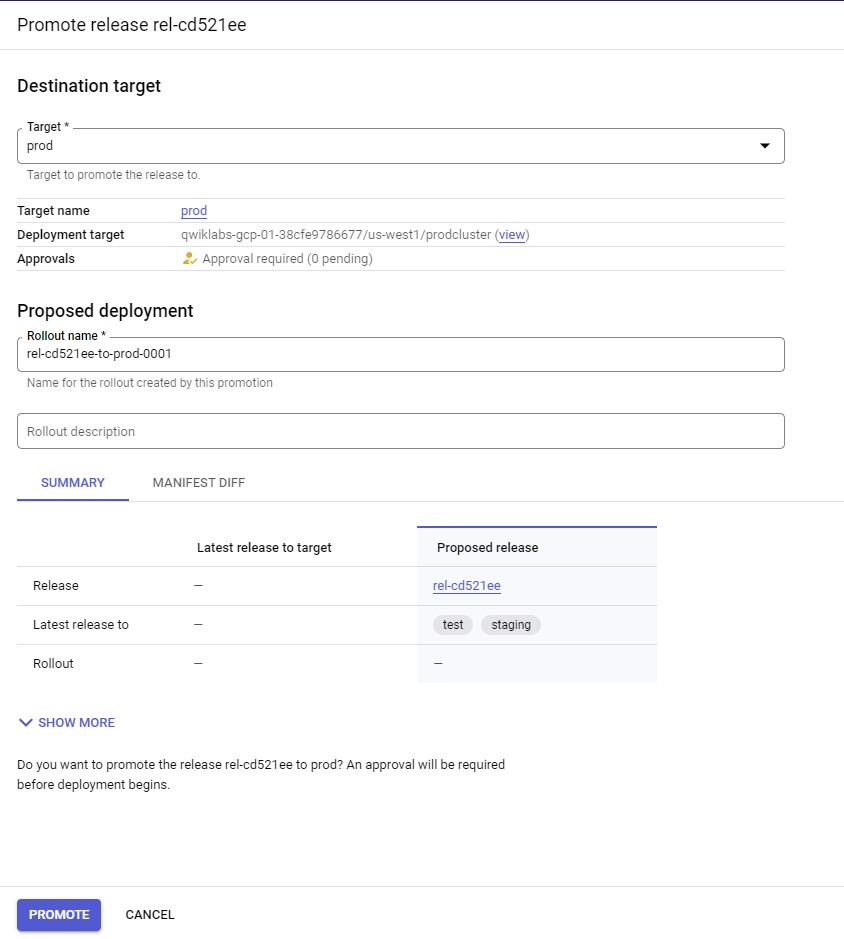 Promote release rel-cd521ee
Destination target
Target *
prod
Target to promote the release to.
Target name prod
Deployment target qwiklabs-gcp-01-38cfe9786677/us-west1/prodcluster (view)
Approvals Approval required (0 pending)
Proposed deployment
Rollout name *
rel-cd521ee-to-prod-0001
Name for the rollout created by this promotion
Rollout description
SUMMARY MANIFEST DIFF
Latest release to target Proposed release
Release — rel-cd521ee
Latest release to — test staging
Rollout — —
SHOW MORE
Do you want to promote the release rel-cd521ee to prod? An approval will be required
before deployment begins.
PROMOTE CANCEL